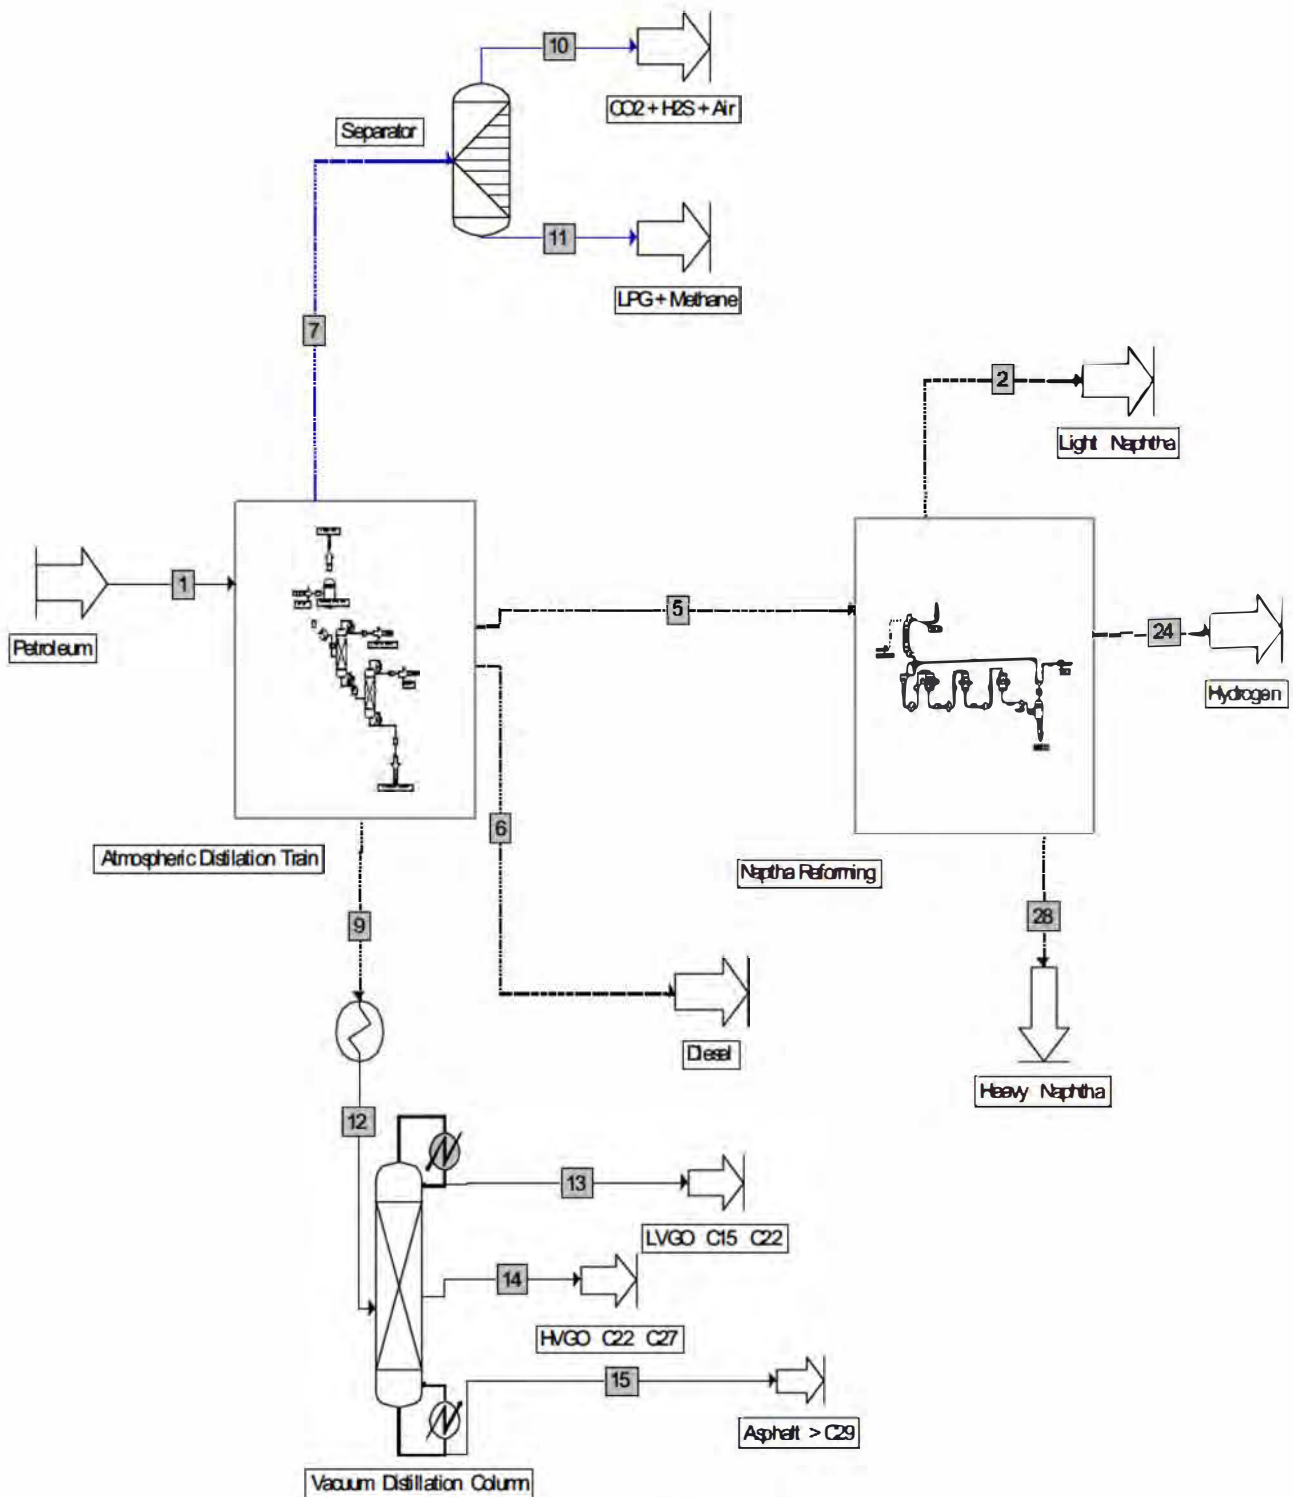 10
CO2 + H2S + Air
Separator
11
LPG + Methane
7
2
Light Naphtha
1
Petroleum
5
24
Hydrogen
6
Atmospheric Distilation Train
Naptha Reforming
9
28
Diesel
Heavy Naphtha
12
13
LVGO C15 C22
14
HVGO C22 C27
15
Asphalt > C29
Vacuum Distillation Column